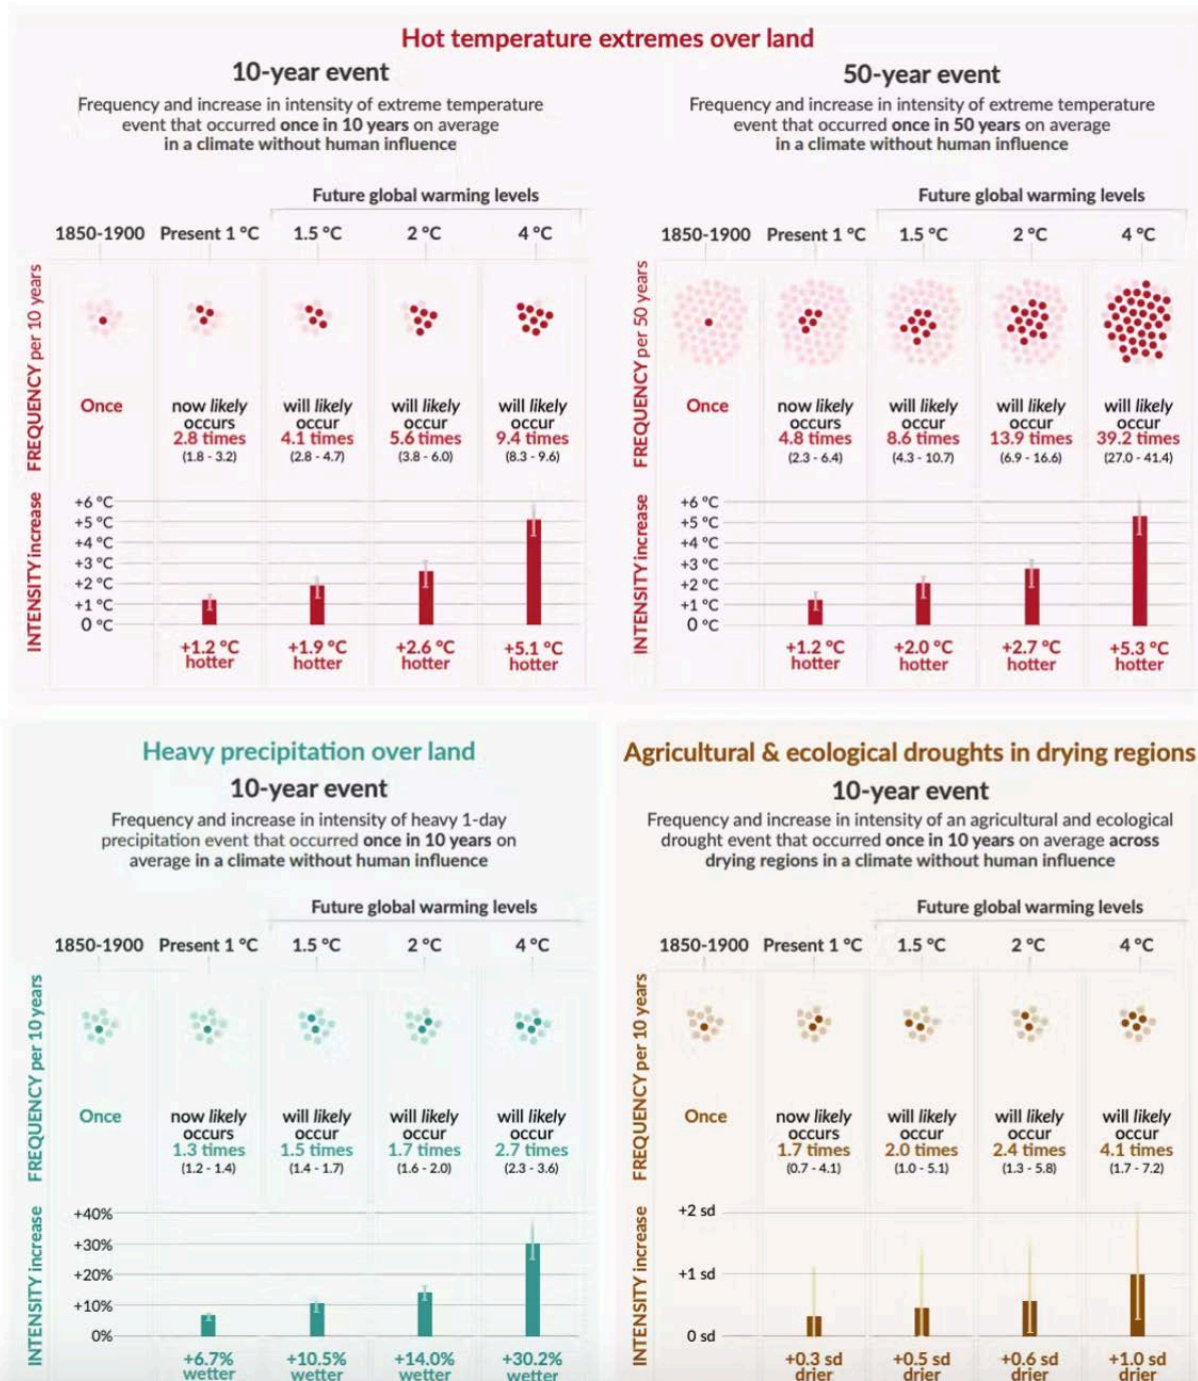 Hot temperature extremes over land
10-year event
Frequency and increase in intensity of extreme temperature
event that occurred once in 10 years on average
in a climate without human influence
Future global warming levels
1850-1900 Present 1 °C 1.5 °C 2 °C 4 °C
FREQUENCY per 10 years
Once
now likely
occurs
2.8 times
(1.8 - 3.2)
will likely
occur
4.1 times
(2.8 - 4.7)
will likely
occur
5.6 times
(3.8 - 6.0)
will likely
occur
9.4 times
(8.3 - 9.6)
INTENSITY increase
+6 °C
+5 °C
+4 °C
+3 °C
+2 °C
+1 °C
0 °C
+1.2 °C
hotter
+1.9 °C
hotter
+2.6 °C
hotter
+5.1 °C
hotter
50-year event
Frequency and increase in intensity of extreme temperature
event that occurred once in 50 years on average
in a climate without human influence
Future global warming levels
1850-1900 Present 1 °C 1.5 °C 2 °C 4 °C
FREQUENCY per 50 years
Once
now likely
occurs
4.8 times
(2.3 - 6.4)
will likely
occur
8.6 times
(4.3 - 10.7)
will likely
occur
13.9 times
(6.9 - 16.6)
will likely
occur
39.2 times
(27.0 - 41.4)
INTENSITY increase
+6 °C
+5 °C
+4 °C
+3 °C
+2 °C
+1 °C
0 °C
+1.2 °C
hotter
+2.0 °C
hotter
+2.7 °C
hotter
+5.3 °C
hotter
Heavy precipitation over land
10-year event
Frequency and increase in intensity of heavy 1-day
precipitation event that occurred once in 10 years on
average in a climate without human influence
Future global warming levels
1850-1900 Present 1 °C 1.5 °C 2 °C 4 °C
FREQUENCY per 10 years
Once
now likely
occurs
1.3 times
(1.2 - 1.4)
will likely
occur
1.5 times
(1.4 - 1.7)
will likely
occur
1.7 times
(1.6 - 2.0)
will likely
occur
2.7 times
(2.3 - 3.6)
INTENSITY increase
+40%
+30%
+20%
+10%
0%
+6.7%
wetter
+10.5%
wetter
+14.0%
wetter
+30.2%
wetter
Agricultural & ecological droughts in drying regions
10-year event
Frequency and increase in intensity of an agricultural and ecological
drought event that occurred once in 10 years on average across
drying regions in a climate without human influence
Future global warming levels
1850-1900 Present 1 °C 1.5 °C 2 °C 4 °C
FREQUENCY per 10 years
Once
now likely
occurs
1.7 times
(0.7 - 4.1)
will likely
occur
2.0 times
(1.0 - 5.1)
will likely
occur
2.4 times
(1.3 - 5.8)
will likely
occur
4.1 times
(1.7 - 7.2)
INTENSITY increase
+2 sd
+1 sd
0 sd
+0.3 sd
drier
+0.5 sd
drier
+0.6 sd
drier
+1.0 sd
drier